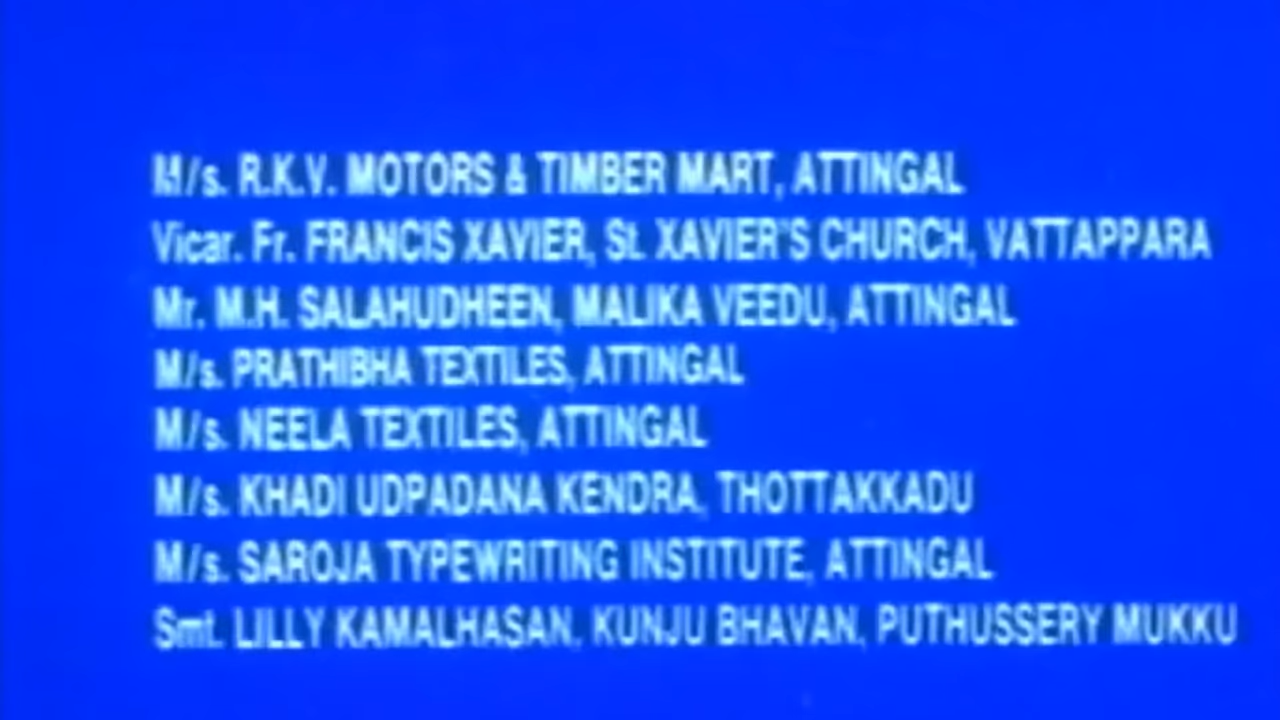 M/s. R.K.V. MOTORS & TIMBER MART, ATTINGAL
Vicar. Fr. FRANCIS XAVIER, St. XAVIER'S CHURCH, VATTAPPARA
Mr. M.H. SALAHUDHEEN, MALIKA VEEDU, ATTINGAL
M/s. PRATHIBHA TEXTILES, ATTINGAL
M/s. NEELA TEXTILES, ATTINGAL
M/s. KHADI UDPADANA KENDRA, THOTTAKKADU
M/s. SAROJA TYPEWRITING INSTITUTE, ATTINGAL
Smt. LILLY KAMALHASAN, KUNJU BHAVAN, PUTHUSSERY MUKKU